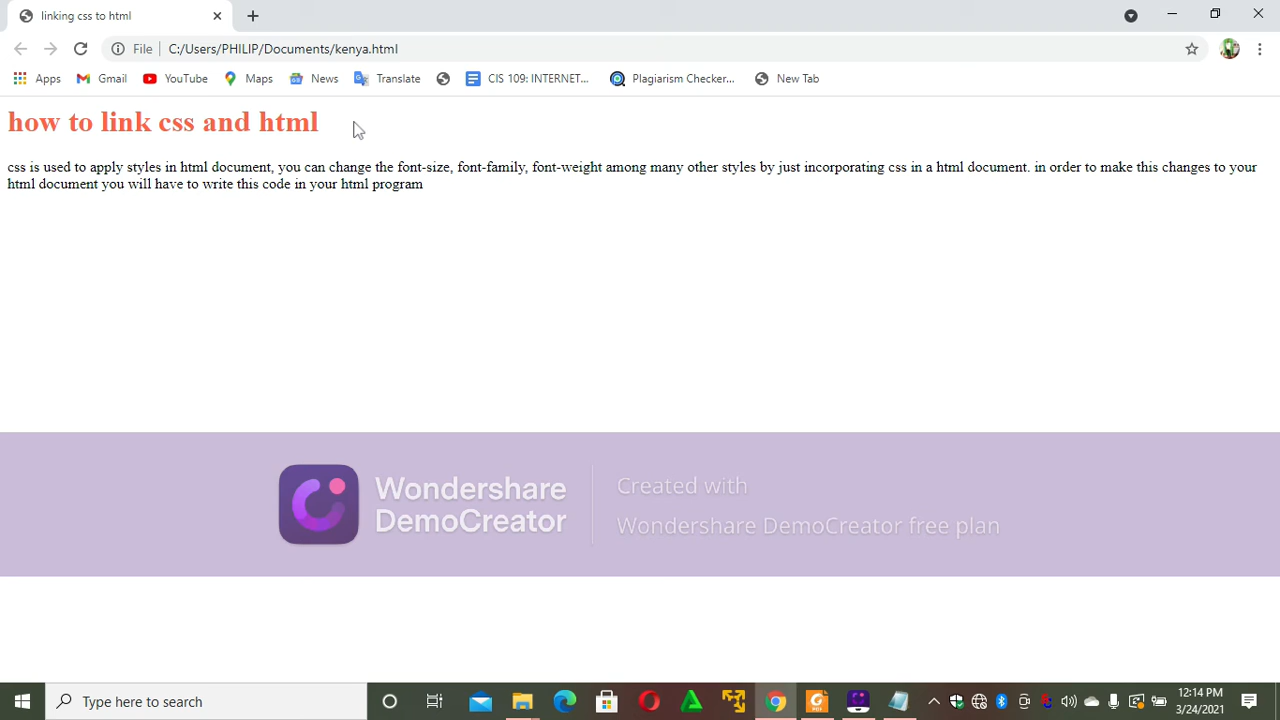 linking css to html
File
C:/Users/PHILIP/Documents/kenya.html
Apps
Gmail
YouTube
Maps
News
Translate
CIS 109: INTERNET...
Plagiarism Checker...
New Tab
how to link css and html
css is used to apply styles in html document, you can change the font-size, font-family, font-weight among many other styles by just incorporating css in a html document. in order to make this changes to your
html document you will have to write this code in your html program
Wondershare
DemoCreator
Created with
Wondershare DemoCreator free plan
Type here to search
12:14 PM
3/24/2021